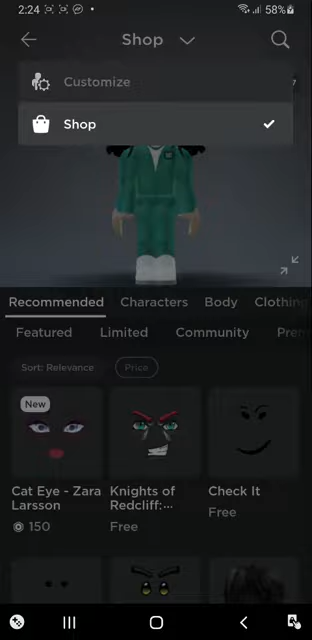 2:24
58%
Shop
Customize
Shop
Recommended Characters Body Clothing
Featured Limited Community
Sort: Relevance Price
New
Cat Eye - Zara Larsson
Knights of Redcliff:...
Check It
150
Free
Free